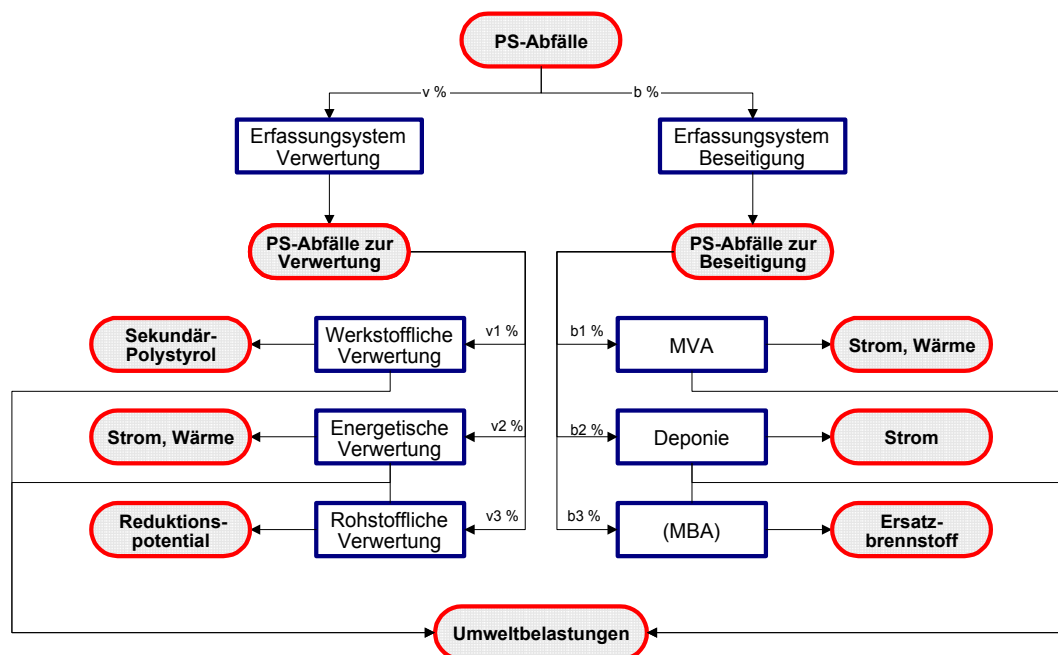 PS-Abfälle
v %
b %
Erfassungsystem
Verwertung
Erfassungsystem
Beseitigung
PS-Abfälle zur
Verwertung
PS-Abfälle zur
Beseitigung
Sekundär-
Polystyrol
Werkstoffliche
Verwertung
v1 %
b1 %
MVA
Strom, Wärme
Strom, Wärme
Energetische
Verwertung
v2 %
b2 %
Deponie
Strom
Reduktions-
potential
Rohstoffliche
Verwertung
v3 %
b3 %
(MBA)
Ersatz-
brennstoff
Umweltbelastungen